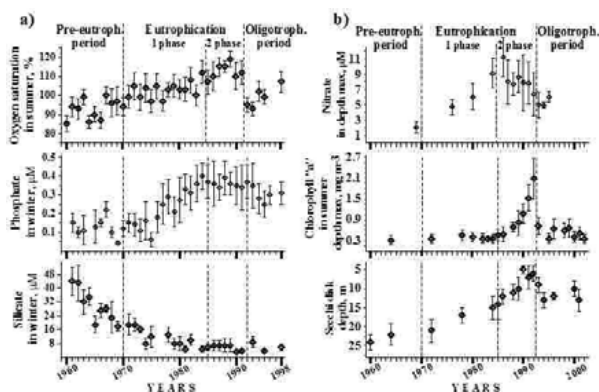 a)
Pre-eutroph. period
Eutrophication
1 phase
2 phase
Oligotroph. period
Oxygen saturation in summer, %
120
100
80
Phosphate in winter, μM
0.5
0.4
0.3
0.2
0.1
0
Silicate in winter, μM
48
40
32
24
16
8
1960
1970
1980
1990
1998
YEARS
b)
Pre-eutroph. period
Eutrophication
1 phase
2 phase
Oligotroph. period
Nitrate in depth max, μM
11
9
7
5
3
1
Chlorophyll "a" in summer depth max, mg m-3
2.7
2.1
1.5
0.9
0.3
Secchi disk depth, m
5
10
15
20
25
1960
1970
1980
1990
2000
YEARS